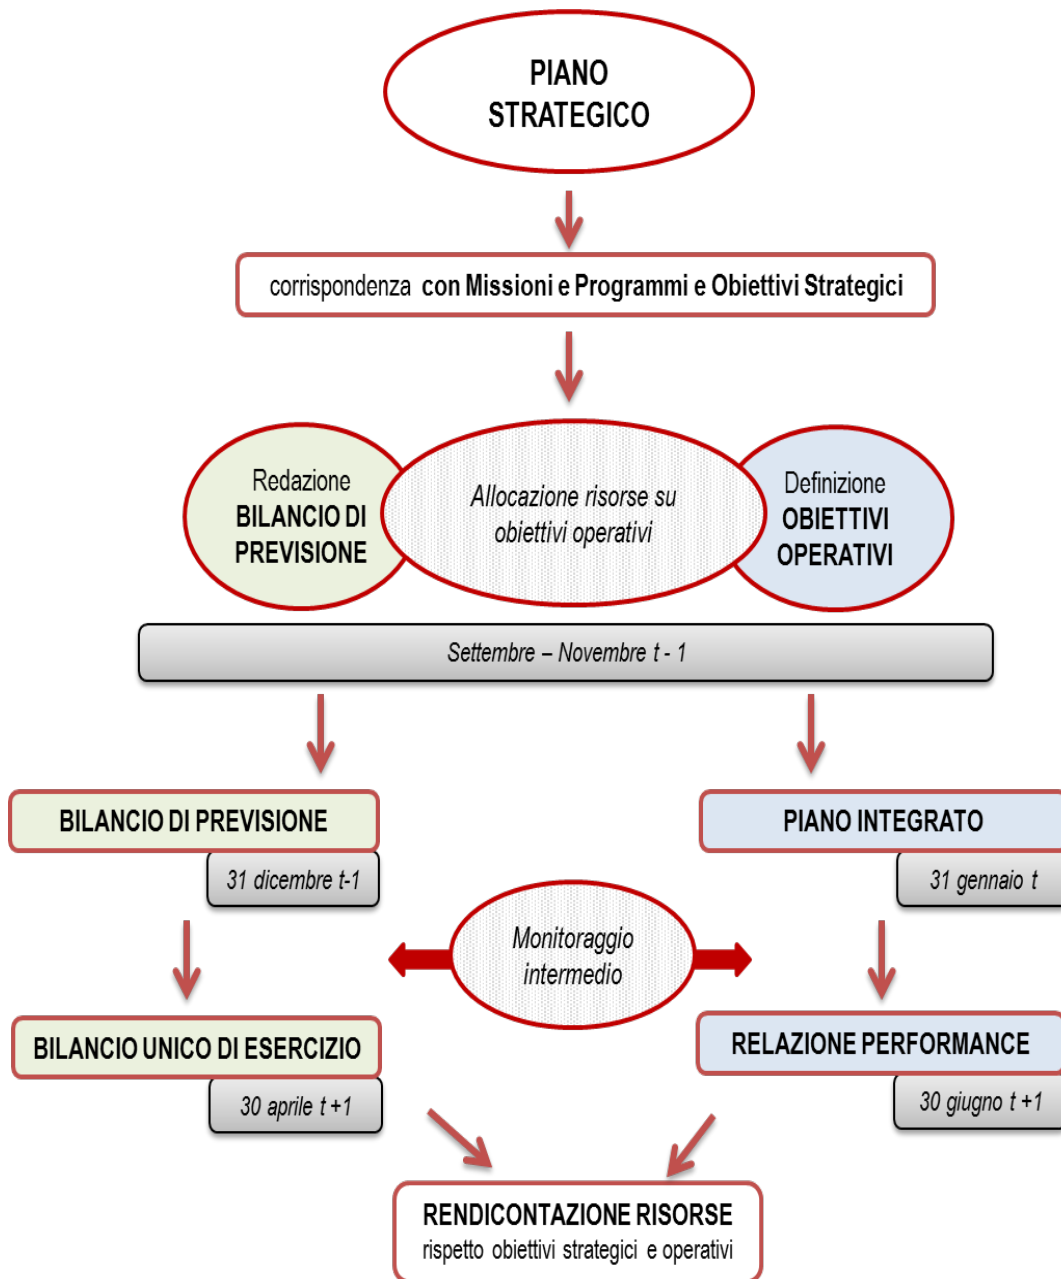 PIANO
STRATEGICO
corrispondenza con Missioni e Programmi e Obiettivi Strategici
Redazione
BILANCIO DI
PREVISIONE
Allocazione risorse su
obiettivi operativi
Definizione
OBIETTIVI
OPERATIVI
Settembre – Novembre t - 1
BILANCIO DI PREVISIONE
31 dicembre t-1
PIANO INTEGRATO
31 gennaio t
Monitoraggio
intermedio
BILANCIO UNICO DI ESERCIZIO
30 aprile t +1
RELAZIONE PERFORMANCE
30 giugno t +1
RENDICONTAZIONE RISORSE
rispetto obiettivi strategici e operativi